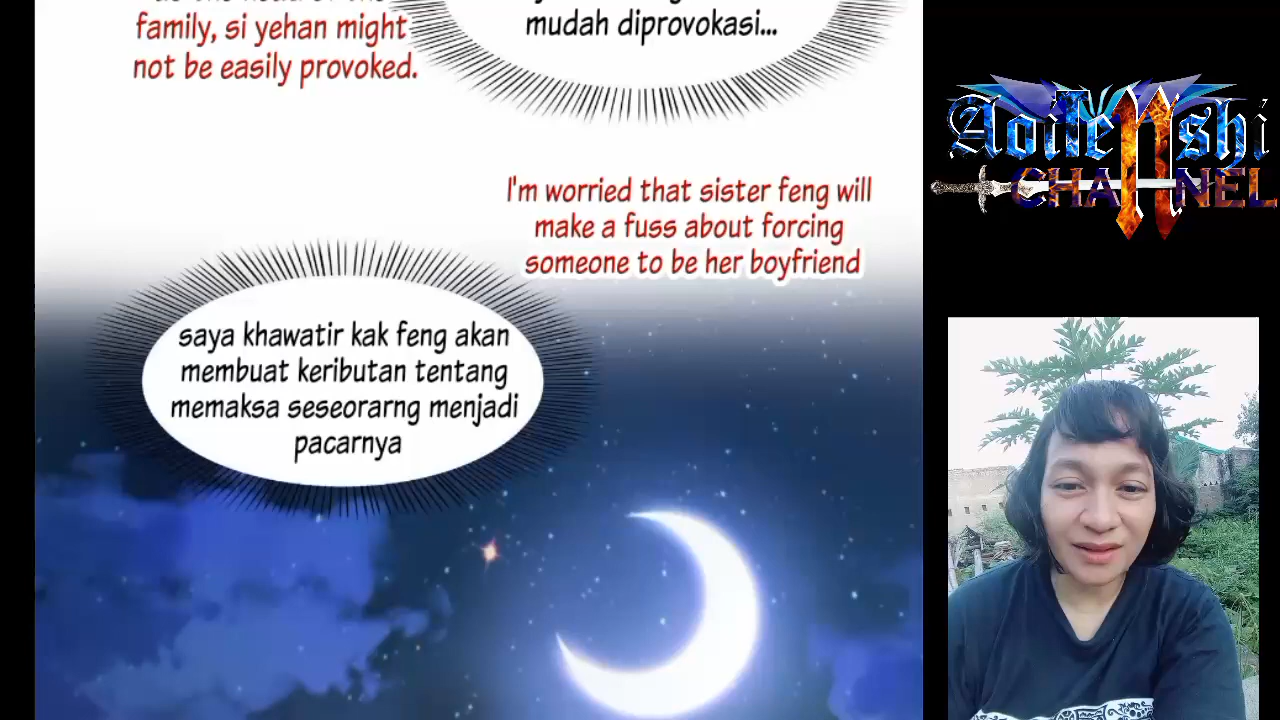 family, si yehan might
not be easily provoked.
mudah diprovokasi...
I'm worried that sister feng will
make a fuss about forcing
someone to be her boyfriend
saya khawatir kak feng akan
membuat keributan tentang
memaksa seseorarng menjadi
pacarnya
AoiTenshi
CHANNEL